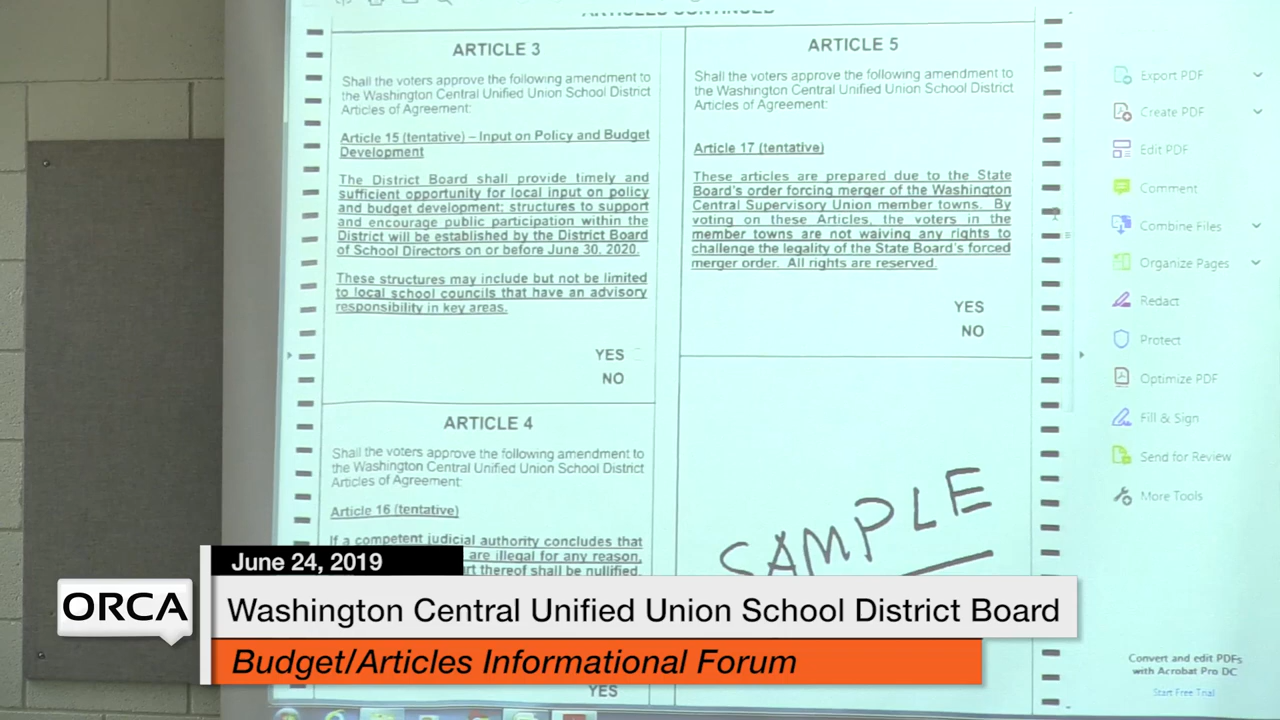 ARTICLES CONTINUED
ARTICLE 3
Shall the voters approve the following amendment to
the Washington Central Unified Union School District
Articles of Agreement:
Article 15 (tentative) – Input on Policy and Budget
Development
The District Board shall provide timely and
sufficient opportunity for local input on policy
and budget development; structures to support
and encourage public participation within the
District will be established by the District Board
of School Directors on or before June 30, 2020.
These structures may include but not be limited
to local school councils that have an advisory
responsibility in key areas.
YES
NO
ARTICLE 4
Shall the voters approve the following amendment to
the Washington Central Unified Union School District
Articles of Agreement:
Article 16 (tentative)
If a competent judicial authority concludes that
are illegal for any reason,
thereof shall be nullified.
YES
ARTICLE 5
Shall the voters approve the following amendment to
the Washington Central Unified Union School District
Articles of Agreement:
Article 17 (tentative)
These articles are prepared due to the State
Board's order forcing merger of the Washington
Central Supervisory Union member towns. By
voting on these Articles, the voters in the
member towns are not waiving any rights to
challenge the legality of the State Board's forced
merger order. All rights are reserved.
YES
NO
SAMPLE
Export PDF
Create PDF
Edit PDF
Comment
Combine Files
Organize Pages
Redact
Protect
Optimize PDF
Fill & Sign
Send for Review
More Tools
Convert and edit PDFs
with Acrobat Pro DC
Start Free Trial
June 24, 2019
ORCA
Washington Central Unified Union School District Board
Budget/Articles Informational Forum